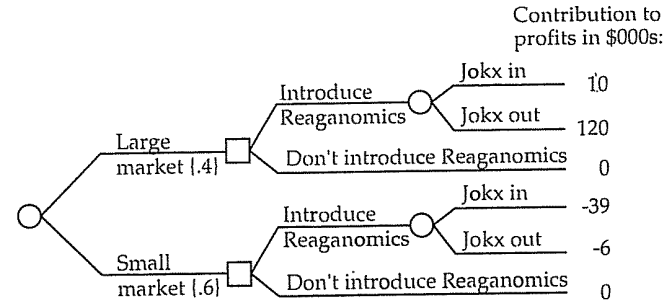 Contribution to
profits in $000s:
Jokx in
10
Introduce
Reaganomics
Jokx out
120
Large
market {.4}
Don't introduce Reaganomics
0
Jokx in
-39
Introduce
Reaganomics
Jokx out
-6
Small
market {.6}
Don't introduce Reaganomics
0